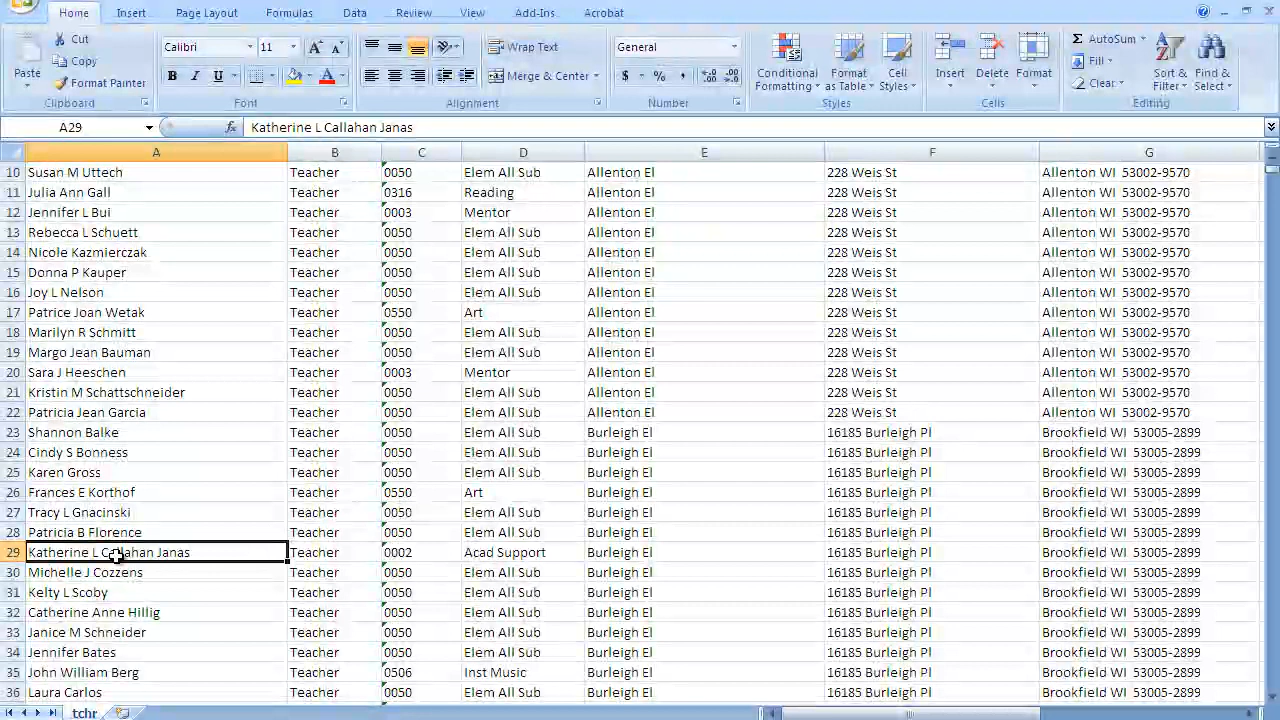 Home Insert Page Layout Formulas Data Review View Add-Ins Acrobat
Cut
Copy
Format Painter
Paste
Clipboard
Calibri 11
B I U
Font
Wrap Text
Merge & Center
Alignment
General
$ % ,
Number
Conditional Formatting
Format as Table
Cell Styles
Styles
Insert Delete Format
Cells
AutoSum
Fill
Clear
Sort & Filter
Find & Select
Editing
A29 fx Katherine L Callahan Janas
A B C D E F G
10 Susan M Uttech Teacher 0050 Elem All Sub Allenton El 228 Weis St Allenton WI 53002-9570
11 Julia Ann Gall Teacher 0316 Reading Allenton El 228 Weis St Allenton WI 53002-9570
12 Jennifer L Bui Teacher 0003 Mentor Allenton El 228 Weis St Allenton WI 53002-9570
13 Rebecca L Schuett Teacher 0050 Elem All Sub Allenton El 228 Weis St Allenton WI 53002-9570
14 Nicole Kazmierczak Teacher 0050 Elem All Sub Allenton El 228 Weis St Allenton WI 53002-9570
15 Donna P Kauper Teacher 0050 Elem All Sub Allenton El 228 Weis St Allenton WI 53002-9570
16 Joy L Nelson Teacher 0050 Elem All Sub Allenton El 228 Weis St Allenton WI 53002-9570
17 Patrice Joan Wetak Teacher 0550 Art Allenton El 228 Weis St Allenton WI 53002-9570
18 Marilyn R Schmitt Teacher 0050 Elem All Sub Allenton El 228 Weis St Allenton WI 53002-9570
19 Margo Jean Bauman Teacher 0050 Elem All Sub Allenton El 228 Weis St Allenton WI 53002-9570
20 Sara J Heeschen Teacher 0003 Mentor Allenton El 228 Weis St Allenton WI 53002-9570
21 Kristin M Schattschneider Teacher 0050 Elem All Sub Allenton El 228 Weis St Allenton WI 53002-9570
22 Patricia Jean Garcia Teacher 0050 Elem All Sub Allenton El 228 Weis St Allenton WI 53002-9570
23 Shannon Balke Teacher 0050 Elem All Sub Burleigh El 16185 Burleigh Pl Brookfield WI 53005-2899
24 Cindy S Bonness Teacher 0050 Elem All Sub Burleigh El 16185 Burleigh Pl Brookfield WI 53005-2899
25 Karen Gross Teacher 0050 Elem All Sub Burleigh El 16185 Burleigh Pl Brookfield WI 53005-2899
26 Frances E Korthof Teacher 0550 Art Burleigh El 16185 Burleigh Pl Brookfield WI 53005-2899
27 Tracy L Gnacinski Teacher 0050 Elem All Sub Burleigh El 16185 Burleigh Pl Brookfield WI 53005-2899
28 Patricia B Florence Teacher 0050 Elem All Sub Burleigh El 16185 Burleigh Pl Brookfield WI 53005-2899
29 Katherine L Callahan Janas Teacher 0002 Acad Support Burleigh El 16185 Burleigh Pl Brookfield WI 53005-2899
30 Michelle J Cozzens Teacher 0050 Elem All Sub Burleigh El 16185 Burleigh Pl Brookfield WI 53005-2899
31 Kelty L Scoby Teacher 0050 Elem All Sub Burleigh El 16185 Burleigh Pl Brookfield WI 53005-2899
32 Catherine Anne Hillig Teacher 0050 Elem All Sub Burleigh El 16185 Burleigh Pl Brookfield WI 53005-2899
33 Janice M Schneider Teacher 0050 Elem All Sub Burleigh El 16185 Burleigh Pl Brookfield WI 53005-2899
34 Jennifer Bates Teacher 0050 Elem All Sub Burleigh El 16185 Burleigh Pl Brookfield WI 53005-2899
35 John William Berg Teacher 0506 Inst Music Burleigh El 16185 Burleigh Pl Brookfield WI 53005-2899
36 Laura Carlos Teacher 0050 Elem All Sub Burleigh El 16185 Burleigh Pl Brookfield WI 53005-2899
tchr